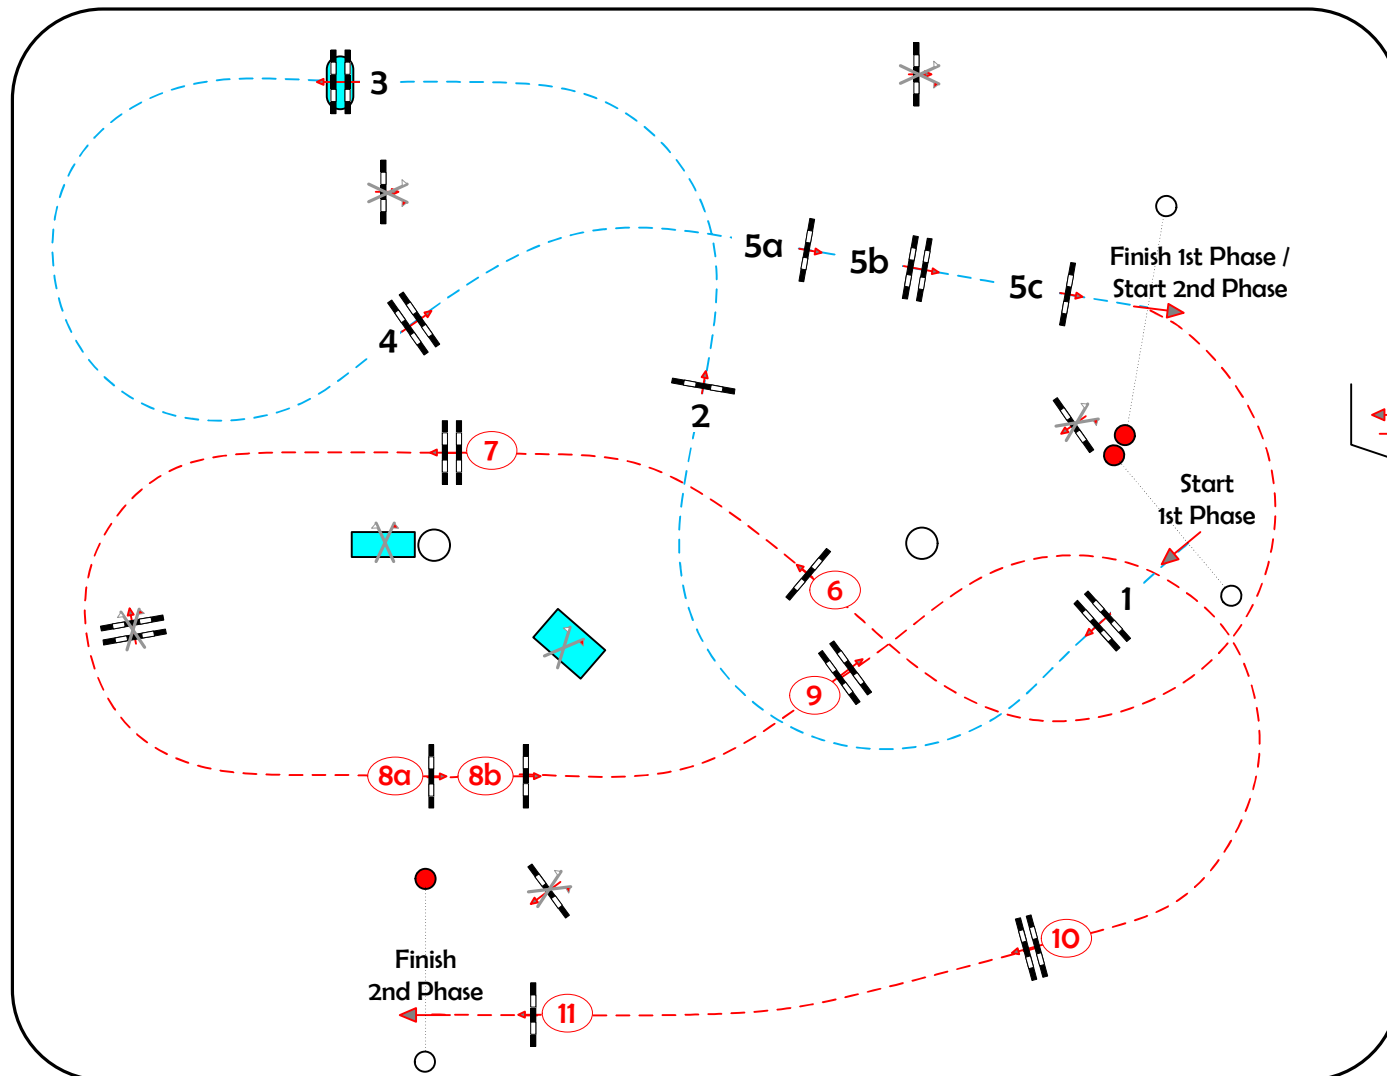 3
5a
5b
Finish 1st Phase /
Start 2nd Phase
5c
4
2
7
Start
1st Phase
6
1
9
8a
8b
10
Finish
2nd Phase
11